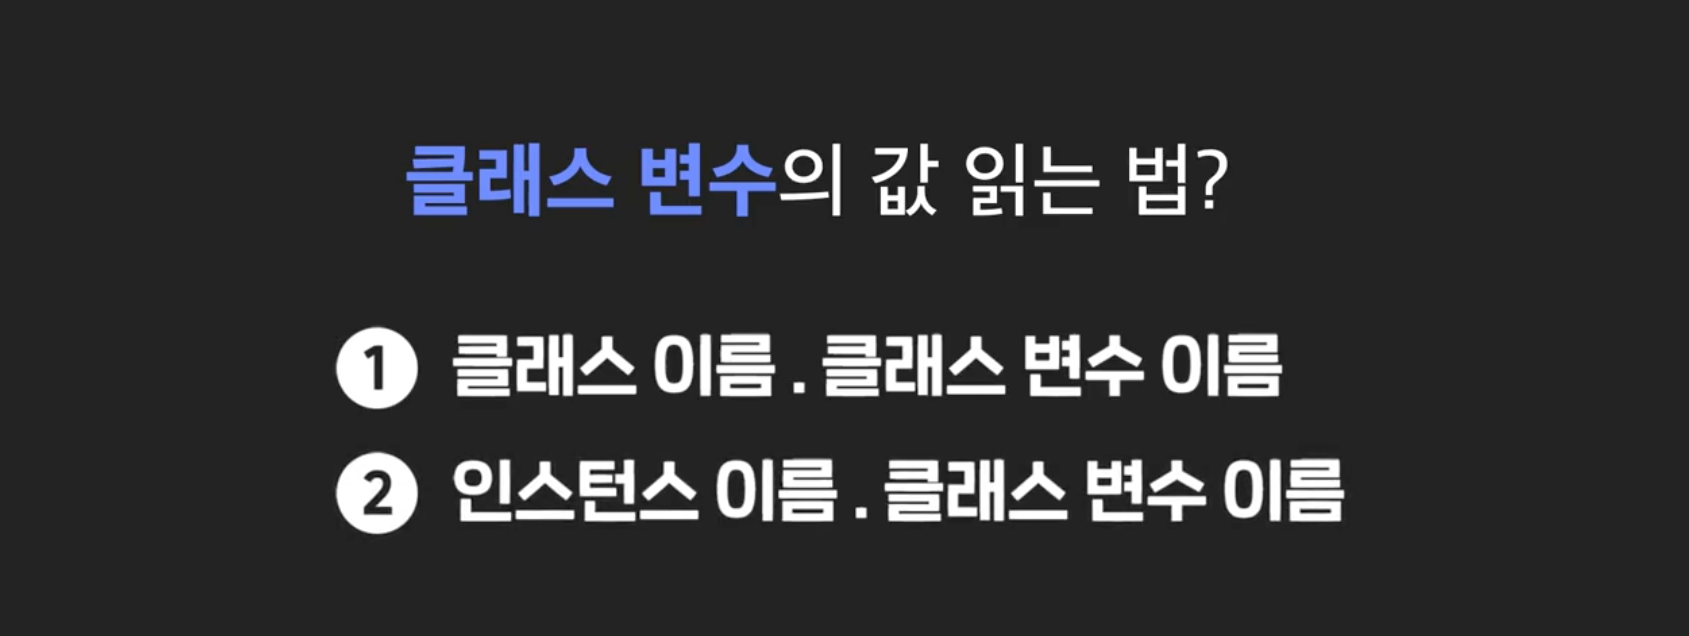 클래스 변수의 값 읽는 법?
1 클래스 이름 . 클래스 변수 이름
2 인스턴스 이름 . 클래스 변수 이름